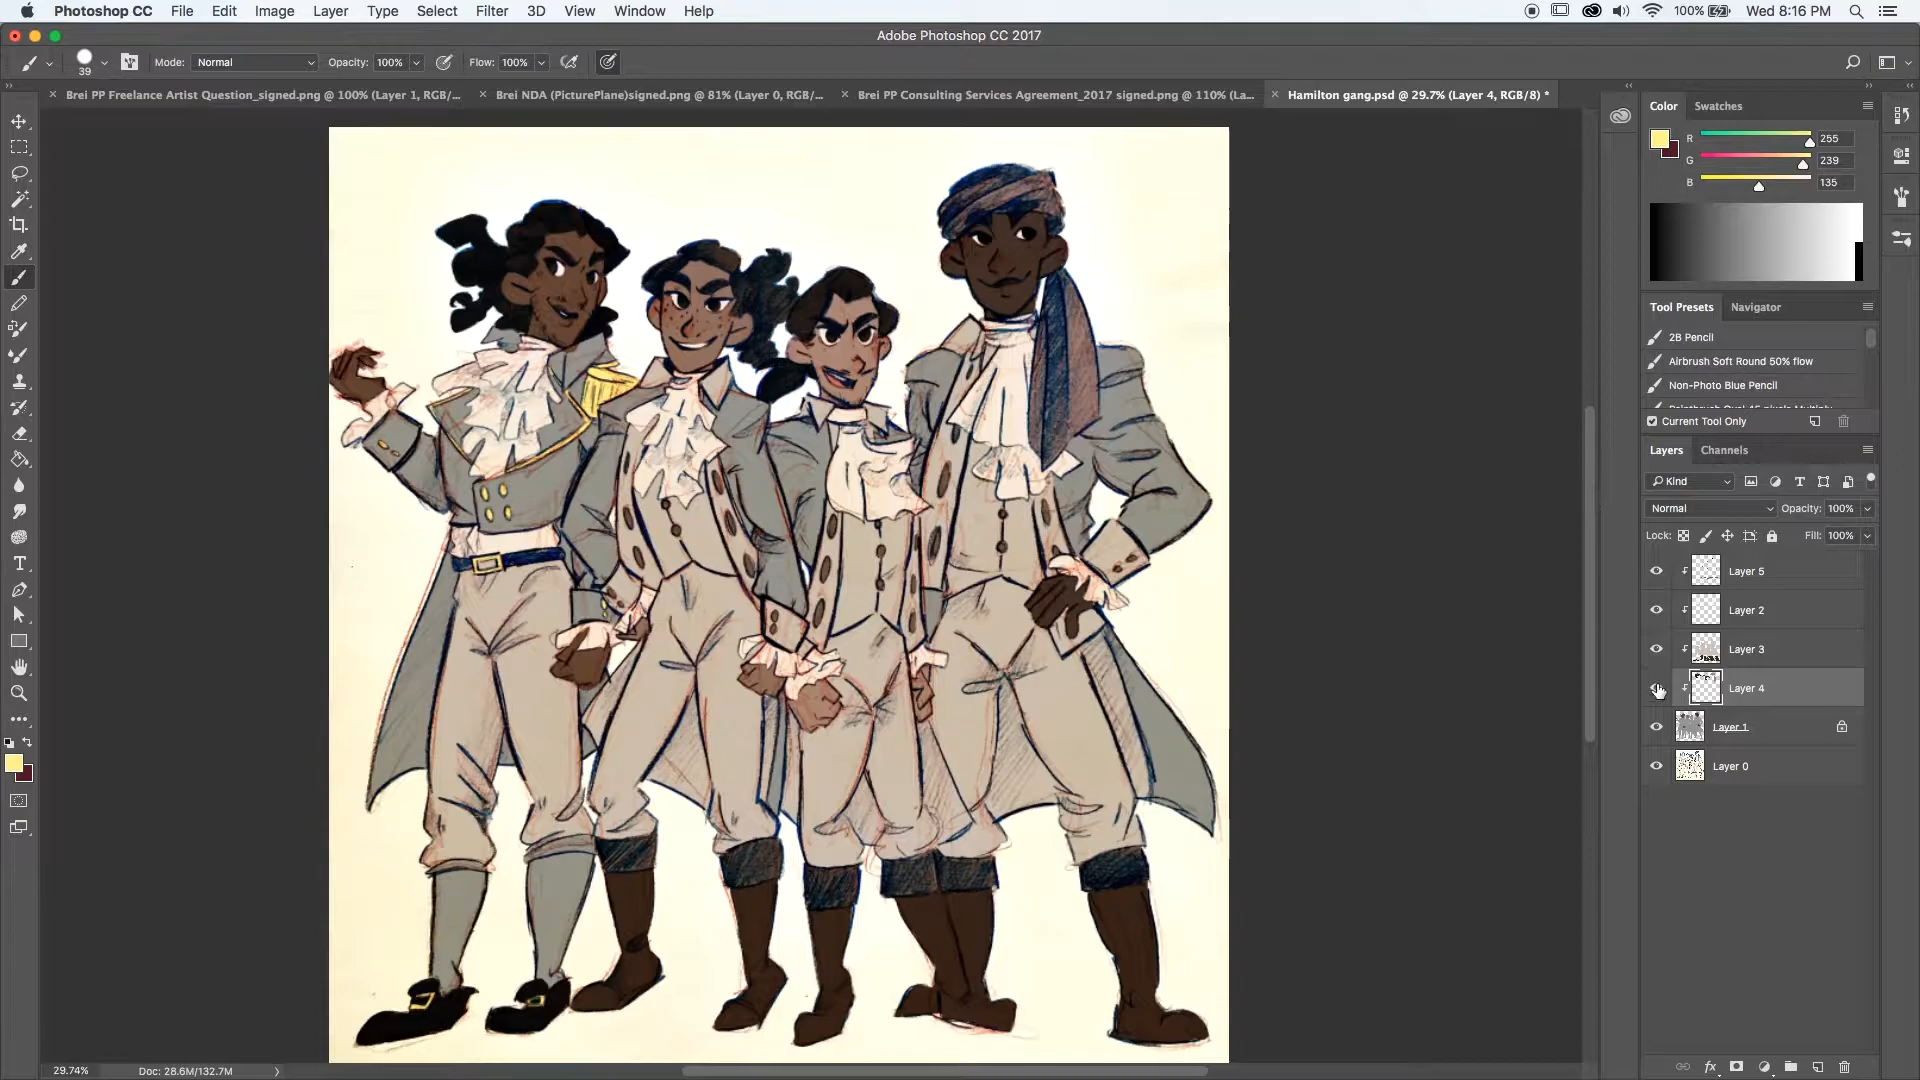 Photoshop CC File Edit Image Layer Type Select Filter 3D View Window Help 100% Wed 8:16 PM
Adobe Photoshop CC 2017
39 Mode: Normal Opacity: 100% Flow: 100%
Brei PP Freelance Artist Question_signed.png @ 100% (Layer 1, RGB/... Brei NDA (PicturePlane)signed.png @ 81% (Layer 0, RGB/... Brei PP Consulting Services Agreement_2017 signed.png @ 110% (La... Hamilton gang.psd @ 29.7% (Layer 4, RGB/8) *
Color Swatches
R 255
G 239
B 135
Tool Presets Navigator
2B Pencil
Airbrush Soft Round 50% flow
Non-Photo Blue Pencil
Current Tool Only
Layers Channels
Kind
Normal Opacity: 100%
Lock: Fill: 100%
Layer 5
Layer 2
Layer 3
Layer 4
Layer 1
Layer 0
29.74% Doc: 28.6M/132.7M